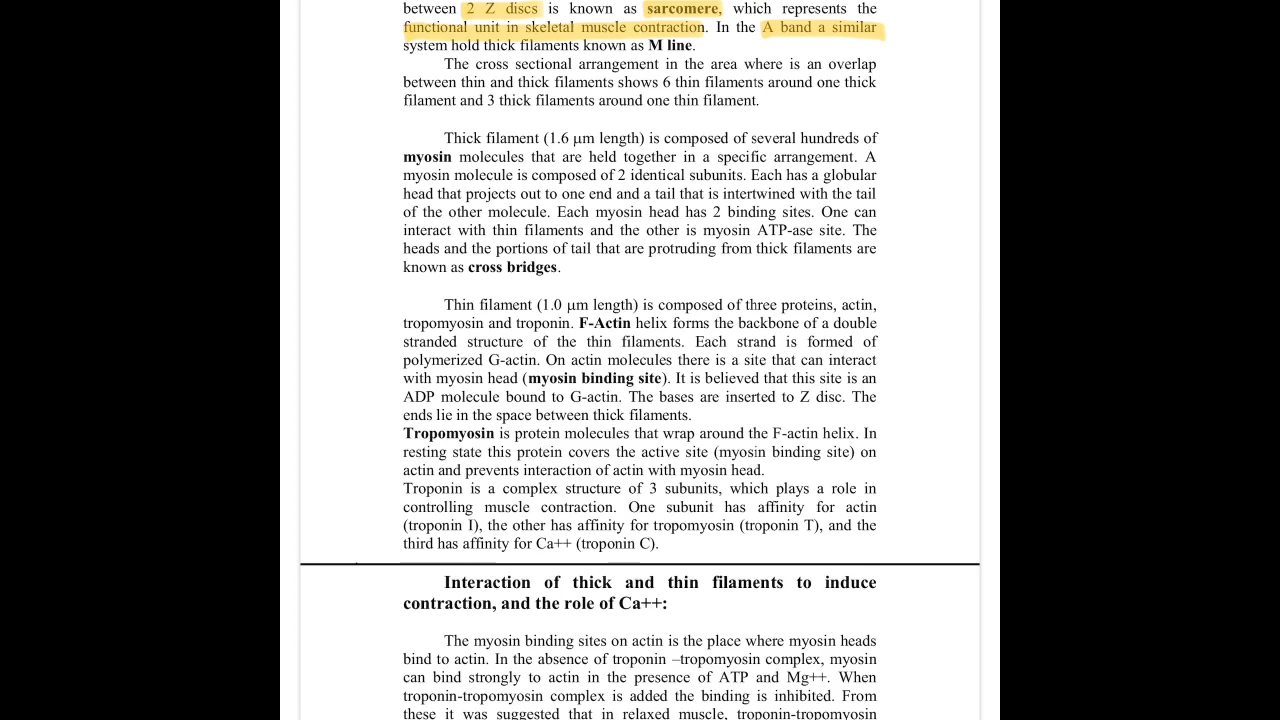 between 2 Z discs is known as sarcomere, which represents the
functional unit in skeletal muscle contraction. In the A band a similar
system hold thick filaments known as M line.
The cross sectional arrangement in the area where is an overlap
between thin and thick filaments shows 6 thin filaments around one thick
filament and 3 thick filaments around one thin filament.
Thick filament (1.6 μm length) is composed of several hundreds of
myosin molecules that are held together in a specific arrangement. A
myosin molecule is composed of 2 identical subunits. Each has a globular
head that projects out to one end and a tail that is intertwined with the tail
of the other molecule. Each myosin head has 2 binding sites. One can
interact with thin filaments and the other is myosin ATP-ase site. The
heads and the portions of tail that are protruding from thick filaments are
known as cross bridges.
Thin filament (1.0 μm length) is composed of three proteins, actin,
tropomyosin and troponin. F-Actin helix forms the backbone of a double
stranded structure of the thin filaments. Each strand is formed of
polymerized G-actin. On actin molecules there is a site that can interact
with myosin head (myosin binding site). It is believed that this site is an
ADP molecule bound to G-actin. The bases are inserted to Z disc. The
ends lie in the space between thick filaments.
Tropomyosin is protein molecules that wrap around the F-actin helix. In
resting state this protein covers the active site (myosin binding site) on
actin and prevents interaction of actin with myosin head.
Troponin is a complex structure of 3 subunits, which plays a role in
controlling muscle contraction. One subunit has affinity for actin
(troponin I), the other has affinity for tropomyosin (troponin T), and the
third has affinity for Ca++ (troponin C).
Interaction of thick and thin filaments to induce
contraction, and the role of Ca++:
The myosin binding sites on actin is the place where myosin heads
bind to actin. In the absence of troponin –tropomyosin complex, myosin
can bind strongly to actin in the presence of ATP and Mg++. When
troponin-tropomyosin complex is added the binding is inhibited. From
these it was suggested that in relaxed muscle, troponin-tropomyosin